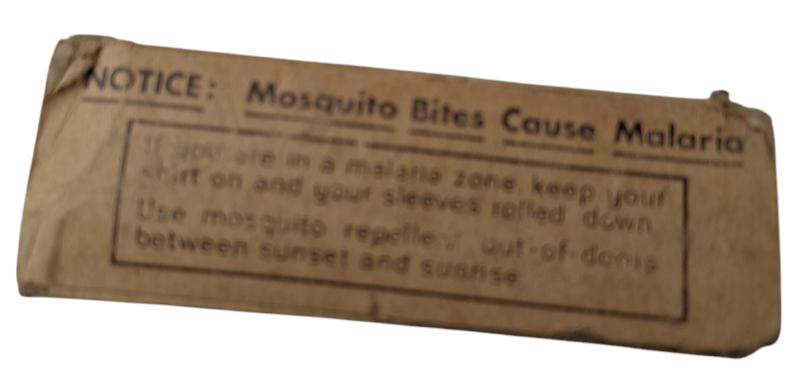 NOTICE: Mosquito Bites Cause Malaria
If you are in a malaria zone, keep your
shirt on and your sleeves rolled down.
Use mosquito repellent out-of-doors
between sunset and sunrise